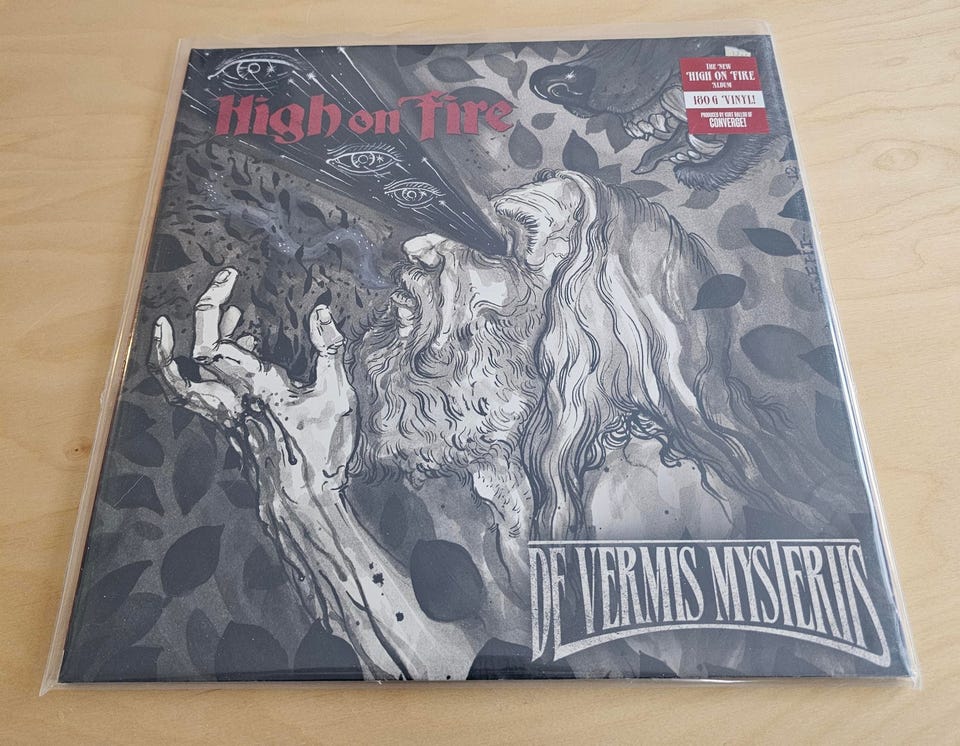 High on Fire
THE NEW
HIGH ON FIRE
ALBUM
180 G VINYL!
PRODUCED BY KURT BALLOU OF
CONVERGE!
DE VERMIS MYSTERIIS